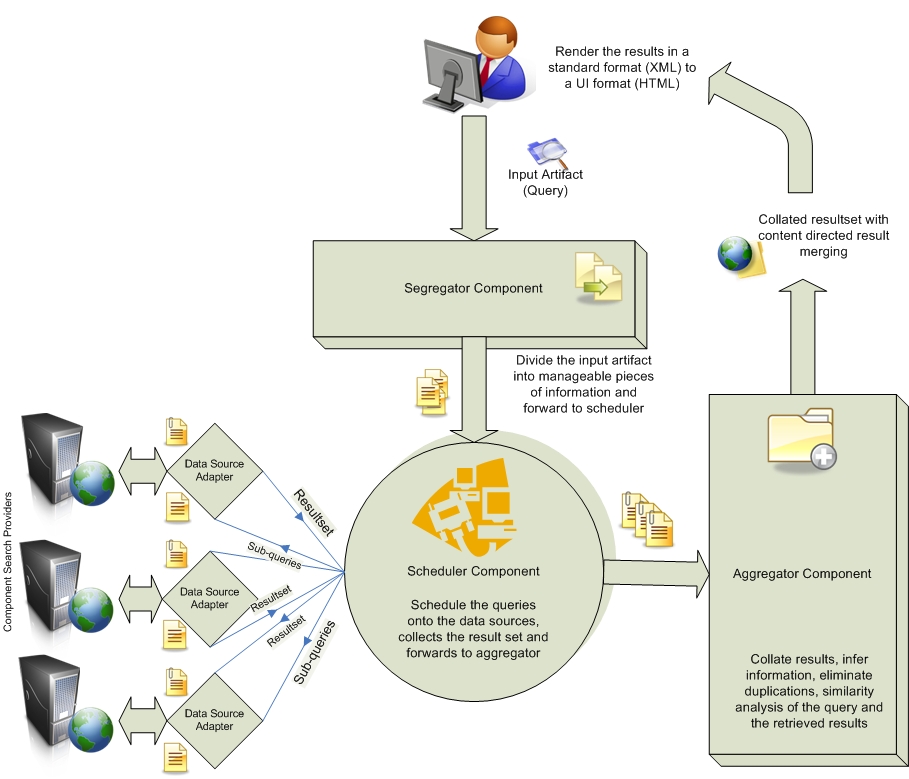 Render the results in a
standard format (XML) to
a UI format (HTML)
Input Artifact
(Query)
Collated resultset with
content directed result
merging
Segregator Component
Divide the input artifact
into manageable pieces
of information and
forward to scheduler
Component Search Providers
Data Source
Adapter
Resultset
Sub-queries
Data Source
Adapter
Resultset
Resultset
Sub-queries
Data Source
Adapter
Scheduler Component
Schedule the queries
onto the data sources,
collects the result set and
forwards to aggregator
Aggregator Component
Collate results, infer
information, eliminate
duplications, similarity
analysis of the query and
the retrieved results